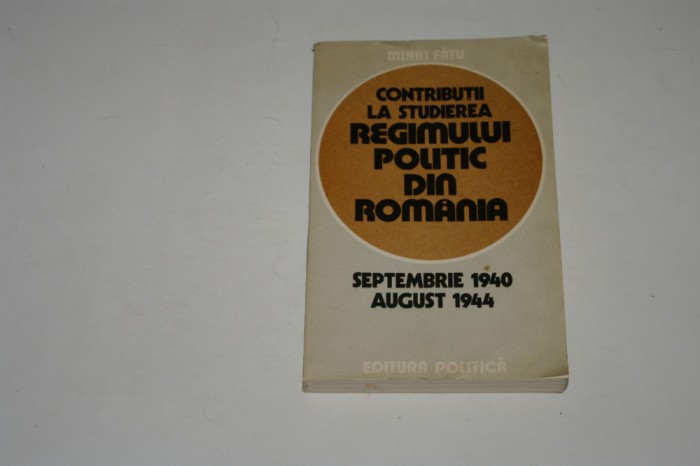 MIHAI FĂTU
CONTRIBUȚII
LA STUDIEREA
REGIMULUI
POLITIC
DIN
ROMÂNIA
SEPTEMBRIE 1940
AUGUST 1944
EDITURA POLITICĂ